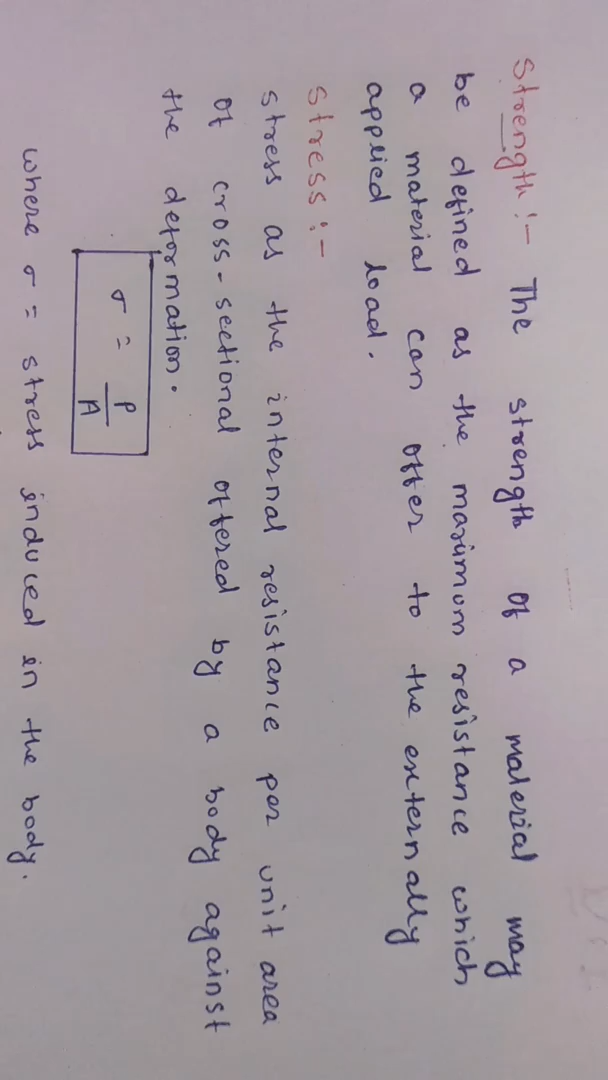 Strength :- The strength of a material may
be defined as the maximum resistance which
a material can offer to the externally
applied load.
Stress :-
stress as the internal resistance per unit area
of cross-sectional offered by a body against
the deformation.
σ = P/A
where σ = stress induced in the body.